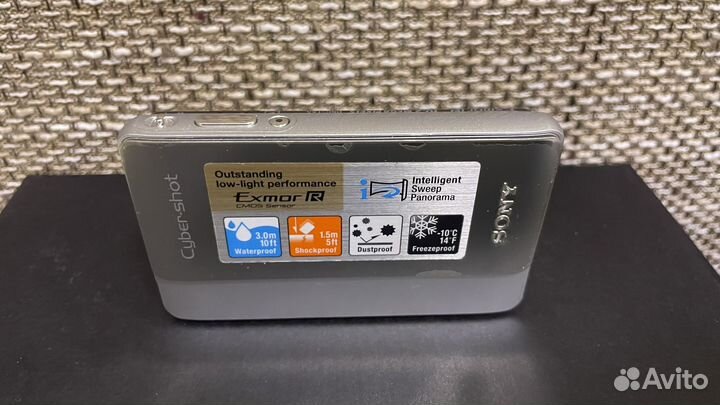 Cyber-shot
Outstanding
low-light performance
Exmor R
CMOS Sensor
i
Intelligent
Sweep
Panorama
3.0m
10ft
Waterproof
1.5m
5ft
Shockproof
Dustproof
-10°C
14°F
Freezeproof
SONY
Avito